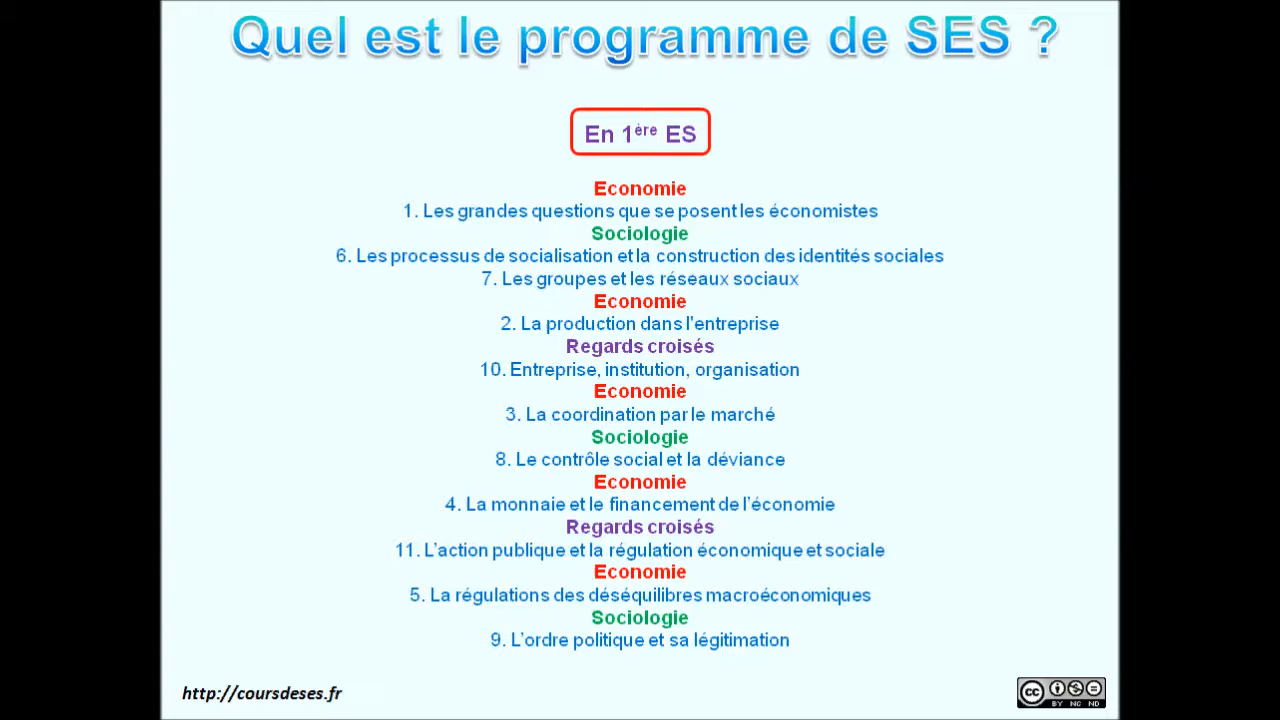 Quel est le programme de SES ?
En 1ère ES
Economie
1. Les grandes questions que se posent les économistes
Sociologie
6. Les processus de socialisation et la construction des identités sociales
7. Les groupes et les réseaux sociaux
Economie
2. La production dans l'entreprise
Regards croisés
10. Entreprise, institution, organisation
Economie
3. La coordination par le marché
Sociologie
8. Le contrôle social et la déviance
Economie
4. La monnaie et le financement de l’économie
Regards croisés
11. L’action publique et la régulation économique et sociale
Economie
5. La régulations des déséquilibres macroéconomiques
Sociologie
9. L’ordre politique et sa légitimation
http://coursdeses.fr
cc
BY NC ND